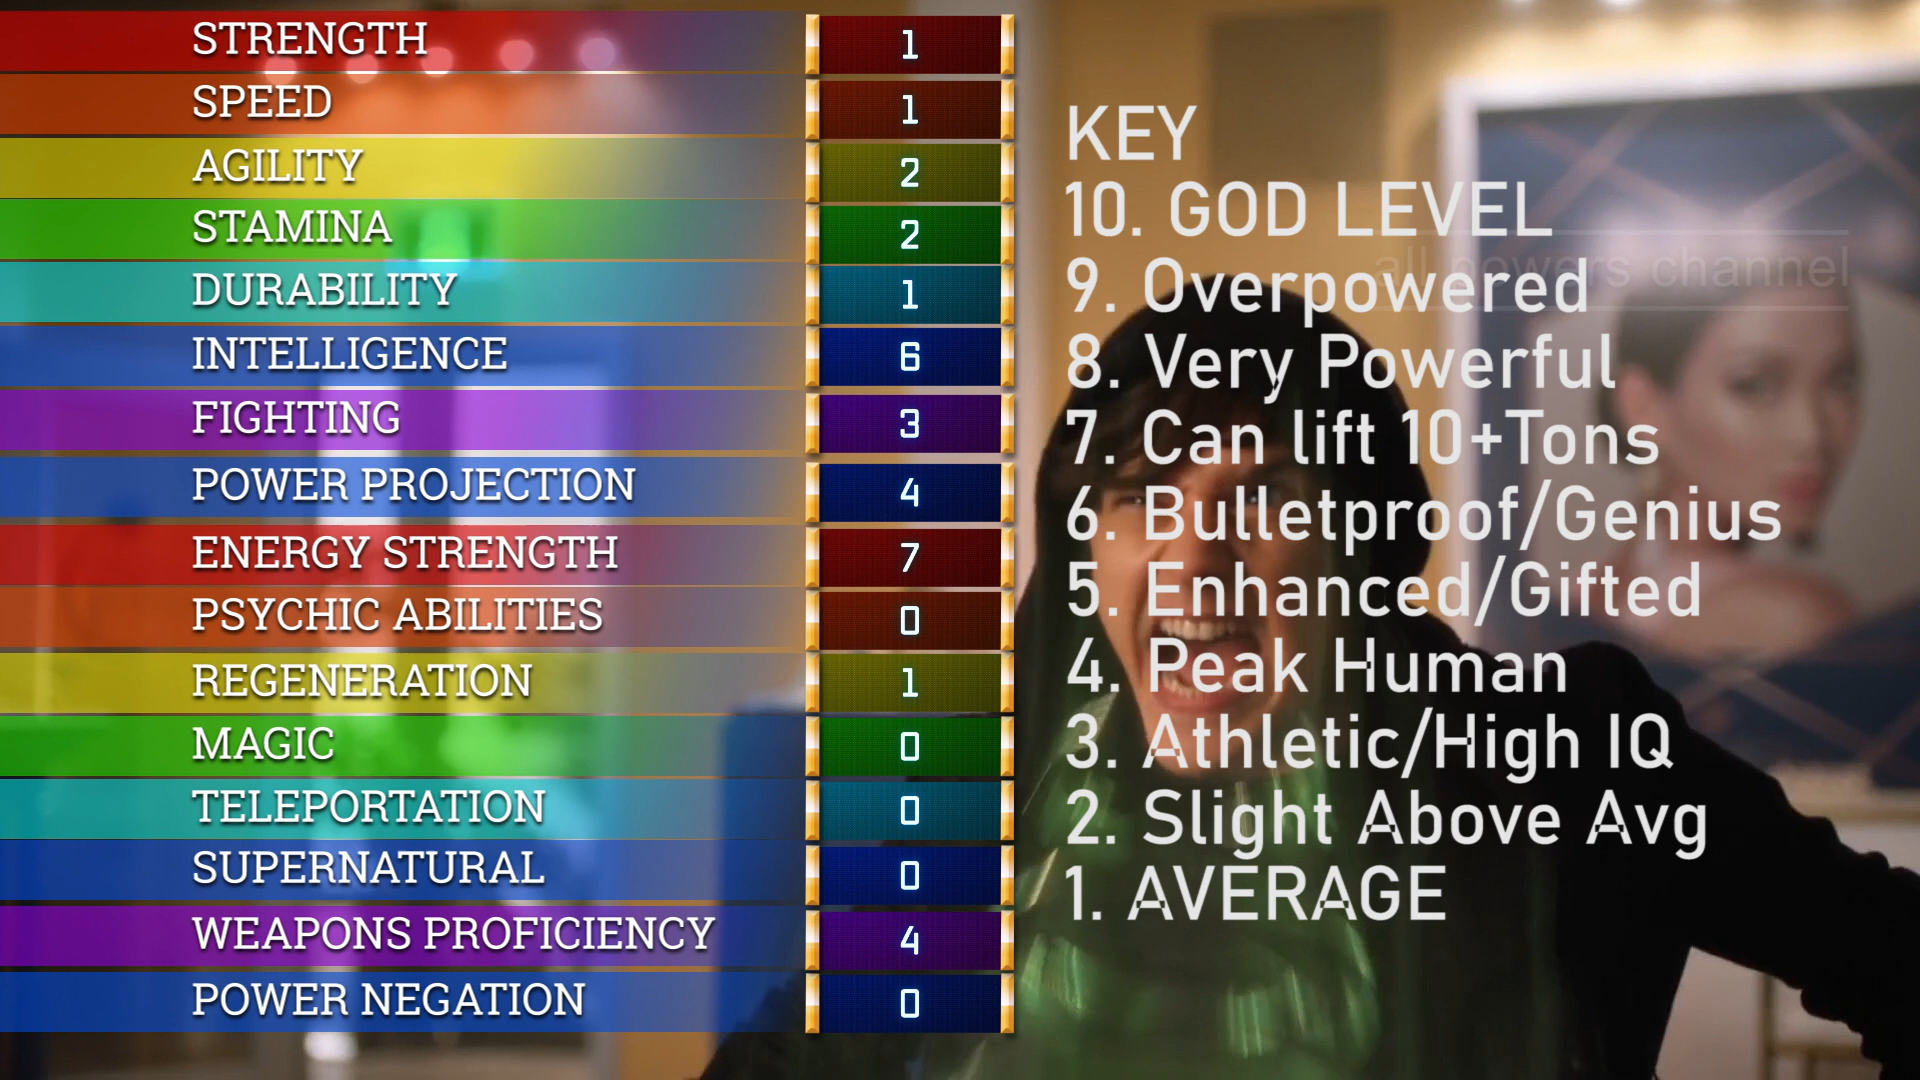 STRENGTH 1
SPEED 1
AGILITY 2
STAMINA 2
DURABILITY 1
INTELLIGENCE 6
FIGHTING 3
POWER PROJECTION 4
ENERGY STRENGTH 7
PSYCHIC ABILITIES 0
REGENERATION 1
MAGIC 0
TELEPORTATION 0
SUPERNATURAL 0
WEAPONS PROFICIENCY 4
POWER NEGATION 0
KEY
10. GOD LEVEL
all powers channel
9. Overpowered
8. Very Powerful
7. Can lift 10+Tons
6. Bulletproof/Genius
5. Enhanced/Gifted
4. Peak Human
3. Athletic/High IQ
2. Slight Above Avg
1. AVERAGE